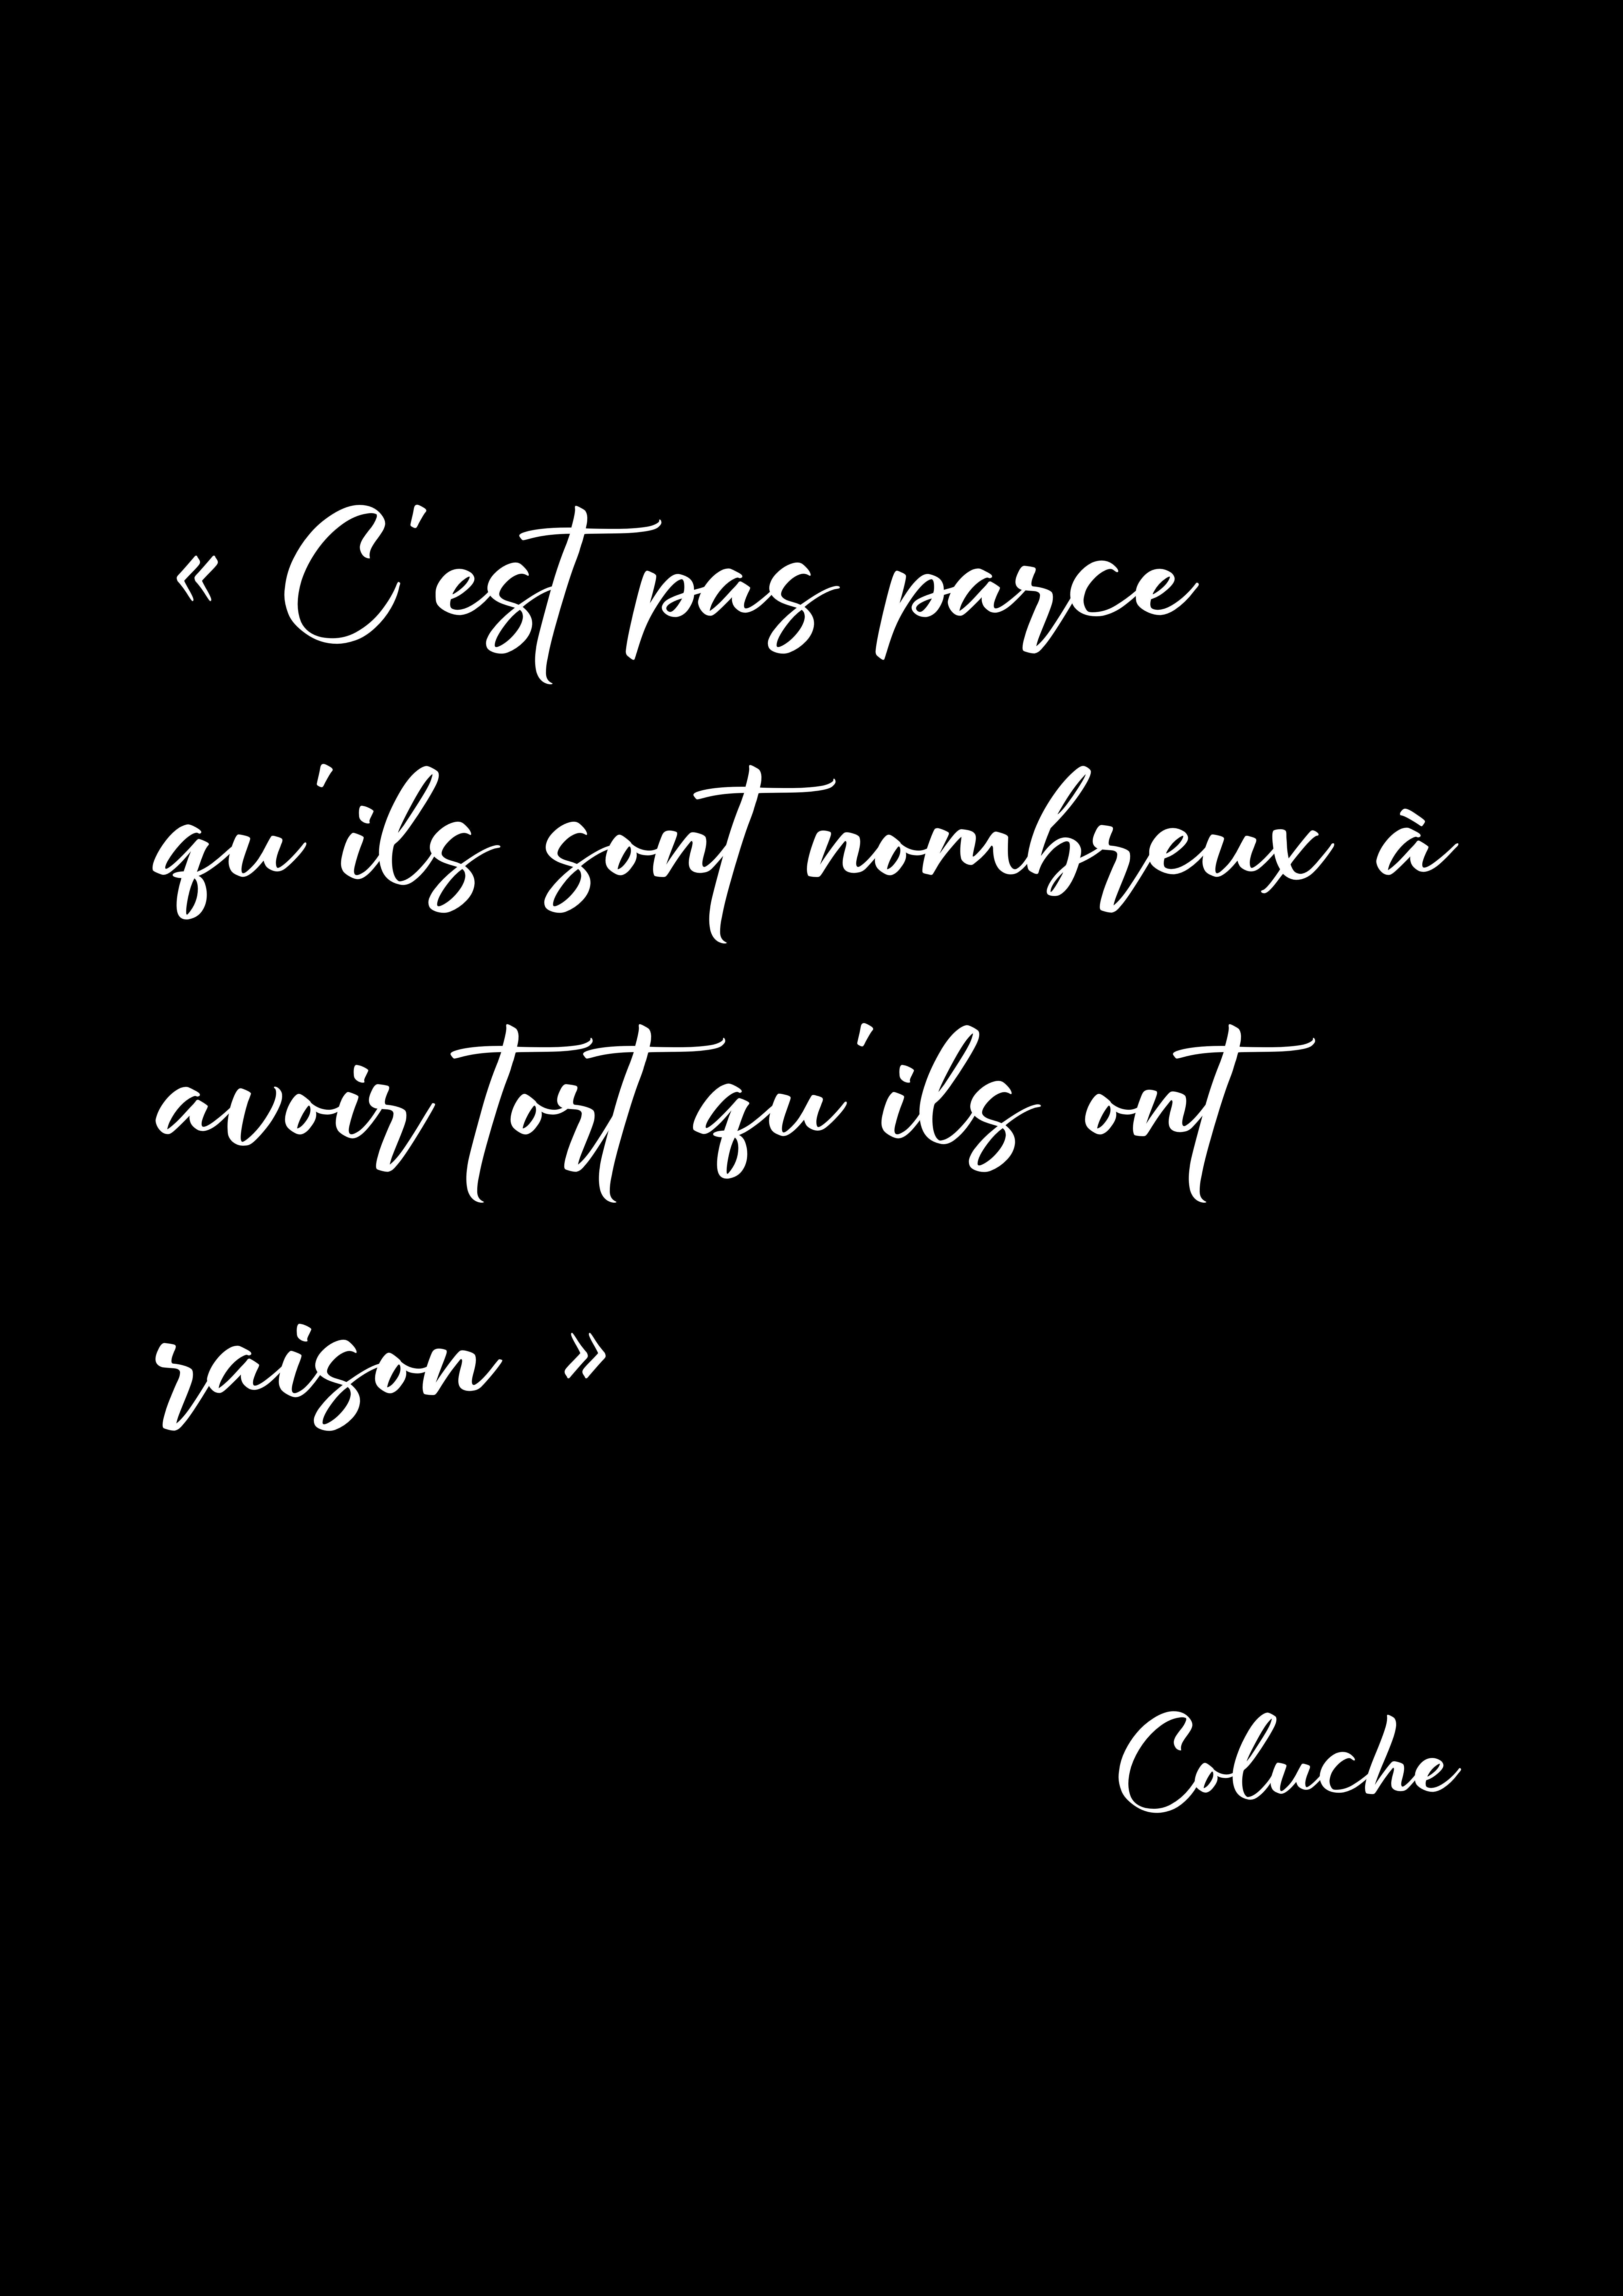 « C'est pas parce
qu'ils sont nombreux à
avoir tort qu'ils ont
raison »
Coluche